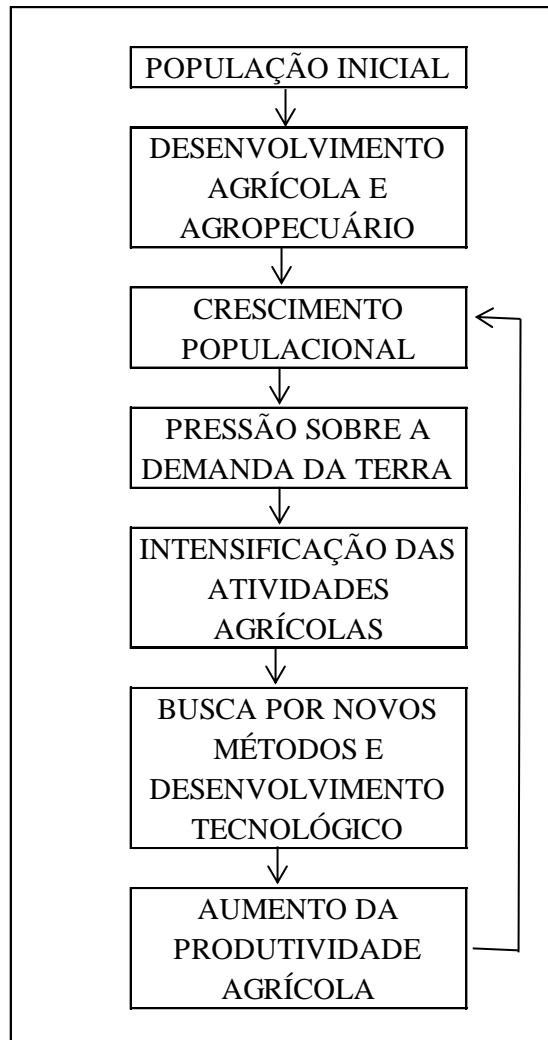 POPULAÇÃO INICIAL
DESENVOLVIMENTO
AGRÍCOLA E
AGROPECUÁRIO
CRESCIMENTO
POPULACIONAL
PRESSÃO SOBRE A
DEMANDA DA TERRA
INTENSIFICAÇÃO DAS
ATIVIDADES
AGRÍCOLAS
BUSCA POR NOVOS
MÉTODOS E
DESENVOLVIMENTO
TECNOLÓGICO
AUMENTO DA
PRODUTIVIDADE
AGRÍCOLA